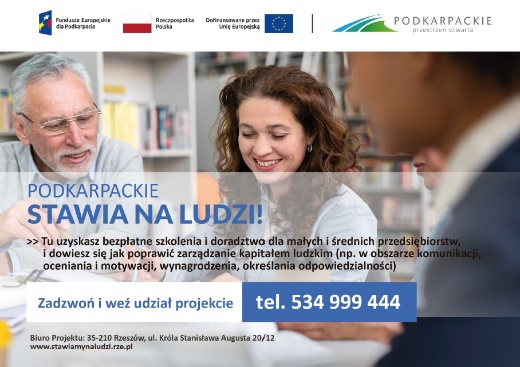 Fundusze Europejskie
dla Podkarpacia
Rzeczpospolita
Polska
Dofinansowane przez
Unię Europejską
PODKARPACKIE
przestrzeń otwarta
PODKARPACKIE
STAWIA NA LUDZI!
>> Tu uzyskasz bezpłatne szkolenia i doradztwo dla małych i średnich przedsiębiorstw,
i dowiesz się jak poprawić zarządzanie kapitałem ludzkim (np. w obszarze komunikacji,
oceniania i motywacji, wynagrodzenia, określania odpowiedzialności)
Zadzwoń i weź udział projekcie
tel. 534 999 444
Biuro Projektu: 35-210 Rzeszów, ul. Króla Stanisława Augusta 20/12
www.stawiamynaludzi.rze.pl